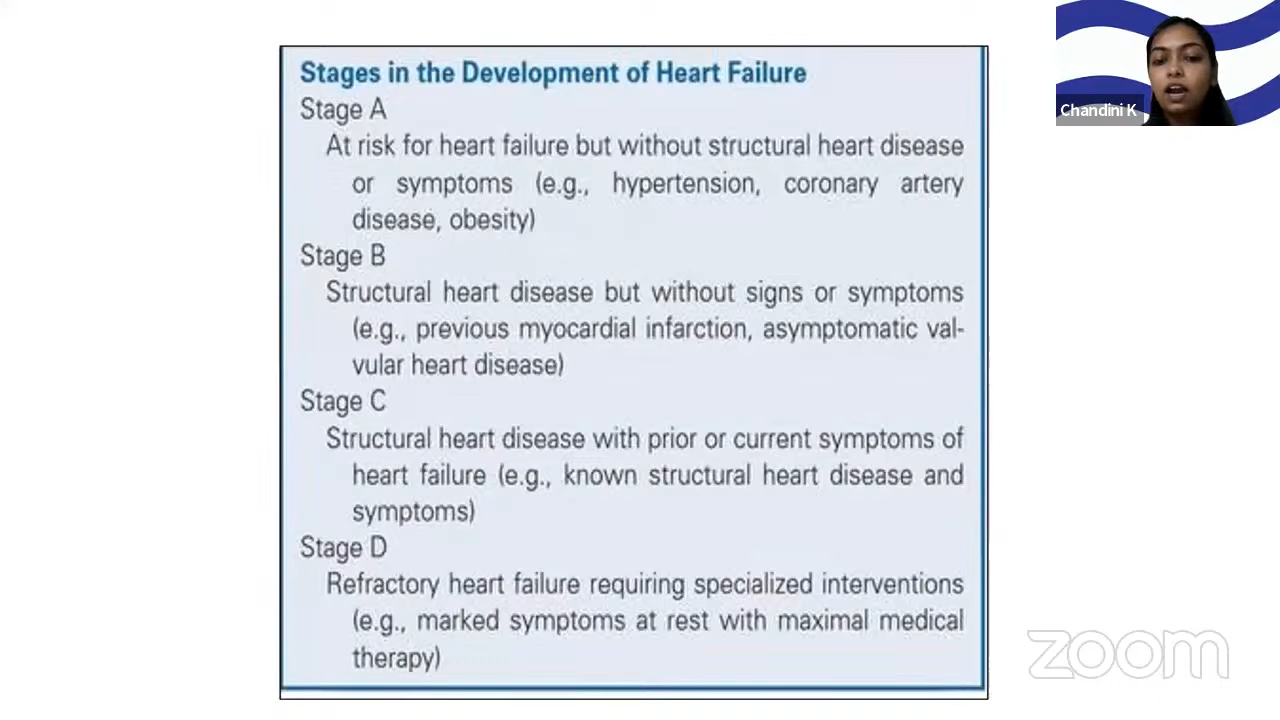 Stages in the Development of Heart Failure
Stage A
At risk for heart failure but without structural heart disease
or symptoms (e.g., hypertension, coronary artery
disease, obesity)
Stage B
Structural heart disease but without signs or symptoms
(e.g., previous myocardial infarction, asymptomatic val-
vular heart disease)
Stage C
Structural heart disease with prior or current symptoms of
heart failure (e.g., known structural heart disease and
symptoms)
Stage D
Refractory heart failure requiring specialized interventions
(e.g., marked symptoms at rest with maximal medical
therapy)
Chandini K
zoom